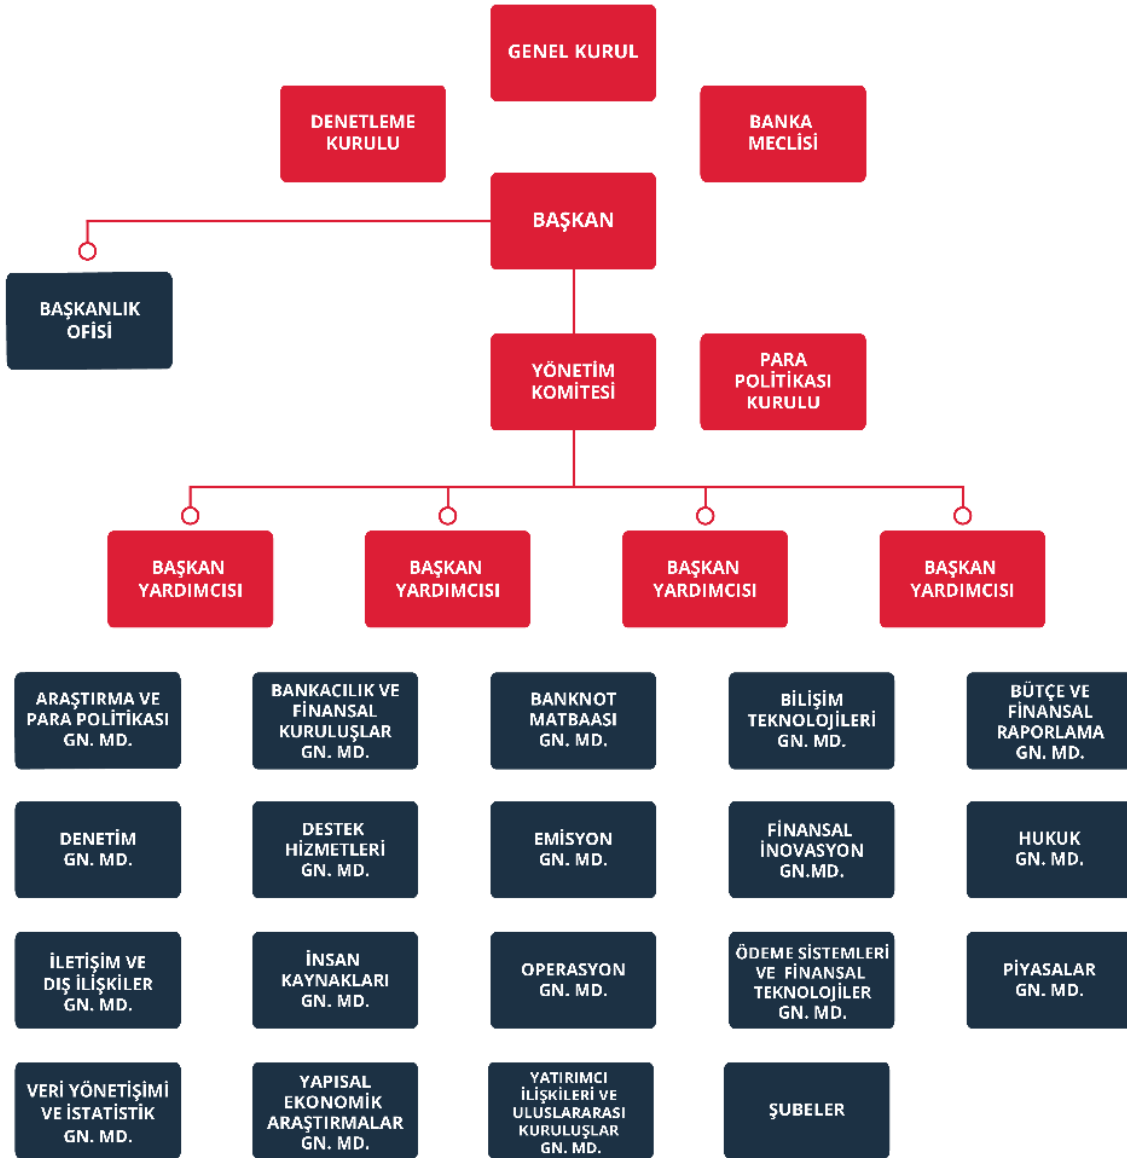 GENEL KURUL
DENETLEME
KURULU
BANKA
MECLİSİ
BAŞKAN
BAŞKANLIK
OFİSİ
YÖNETİM
KOMİTESİ
PARA
POLİTİKASI
KURULU
BAŞKAN
YARDIMCISI
BAŞKAN
YARDIMCISI
BAŞKAN
YARDIMCISI
BAŞKAN
YARDIMCISI
ARAŞTIRMA VE
PARA POLİTİKASI
GN. MD.
BANKACILIK VE
FİNANSAL
KURULUŞLAR
GN. MD.
BANKNOT
MATBAASI
GN. MD.
BİLİŞİM
TEKNOLOJİLERİ
GN. MD.
BÜTÇE VE
FİNANSAL
RAPORLAMA
GN. MD.
DENETİM
GN. MD.
DESTEK
HİZMETLERİ
GN. MD.
EMİSYON
GN. MD.
FİNANSAL
İNOVASYON
GN.MD.
HUKUK
GN. MD.
İLETİŞİM VE
DIŞ İLİŞKİLER
GN. MD.
İNSAN
KAYNAKLARI
GN. MD.
OPERASYON
GN. MD.
ÖDEME SİSTEMLERİ
VE FİNANSAL
TEKNOLOJİLER
GN. MD.
PİYASALAR
GN. MD.
VERİ YÖNETİŞİMİ
VE İSTATİSTİK
GN. MD.
YAPISAL
EKONOMİK
ARAŞTIRMALAR
GN. MD.
YATIRIMCI
İLİŞKİLERİ VE
ULUSLARARASI
KURULUŞLAR
GN. MD.
ŞUBELER